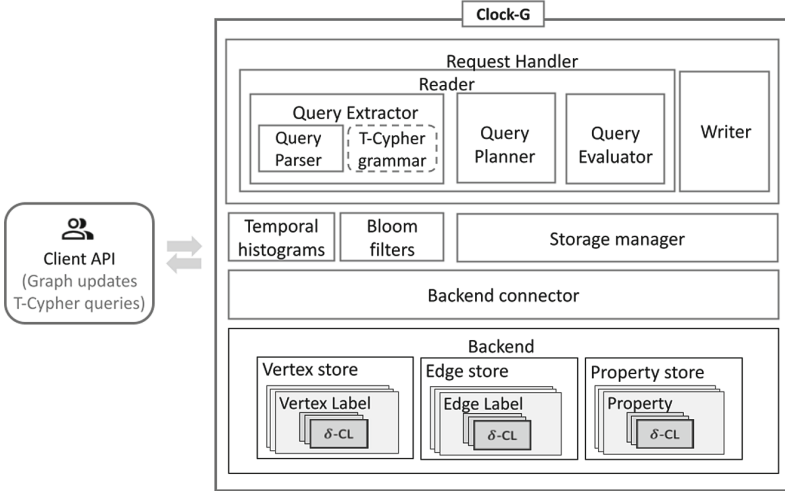 Clock-G
Request Handler
Reader
Query Extractor
Query
Parser
T-Cypher
grammar
Query
Planner
Query
Evaluator
Writer
Temporal
histograms
Bloom
filters
Storage manager
Client API
(Graph updates
T-Cypher queries)
Backend connector
Backend
Vertex store
Vertex Label
δ-CL
Edge store
Edge Label
δ-CL
Property store
Property
δ-CL